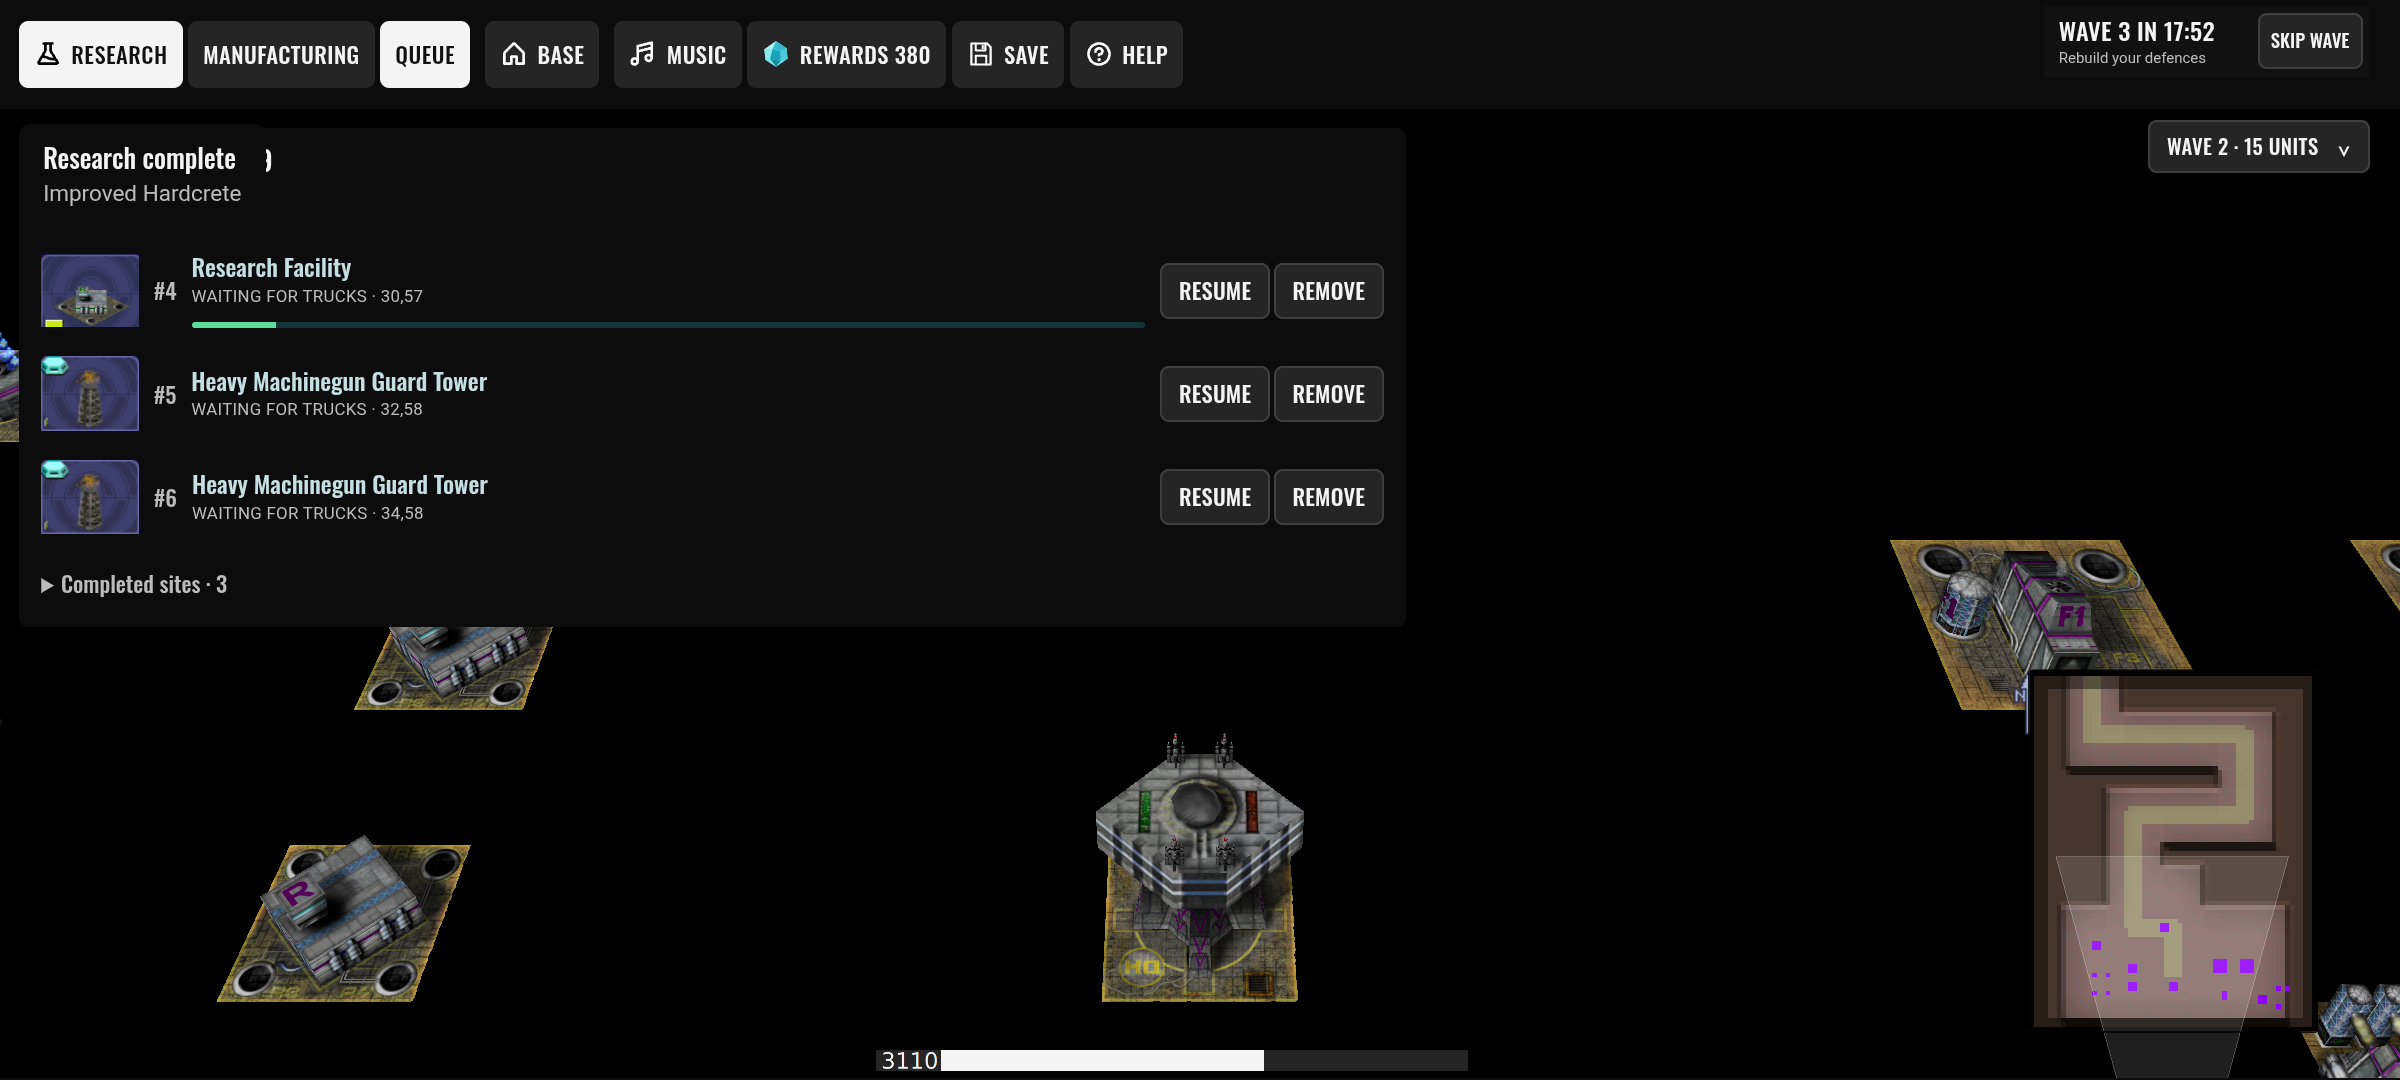 RESEARCH
MANUFACTURING
QUEUE
BASE
MUSIC
REWARDS 380
SAVE
HELP
WAVE 3 IN 17:52
Rebuild your defences
SKIP WAVE
WAVE 2 · 15 UNITS
Research complete
Improved Hardcrete
#4
Research Facility
WAITING FOR TRUCKS · 30,57
RESUME
REMOVE
#5
Heavy Machinegun Guard Tower
WAITING FOR TRUCKS · 32,58
RESUME
REMOVE
#6
Heavy Machinegun Guard Tower
WAITING FOR TRUCKS · 34,58
RESUME
REMOVE
Completed sites · 3
F1
F3
N
R
HQ
3110